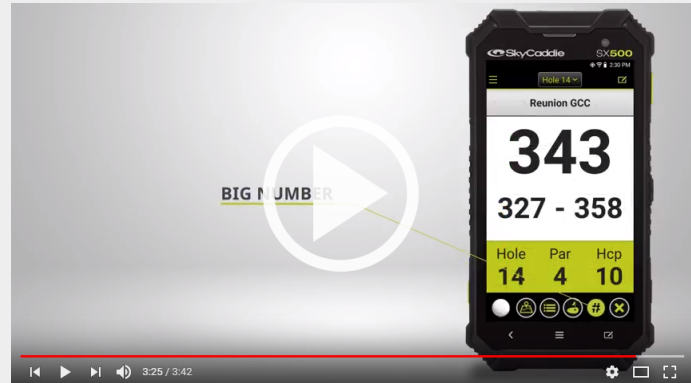 SkyCaddie SX500
2:30 PM
Hole 14
Reunion GCC
343
327 - 358
BIG NUMBER
Hole Par Hcp
14 4 10
#
3:25 / 3:42